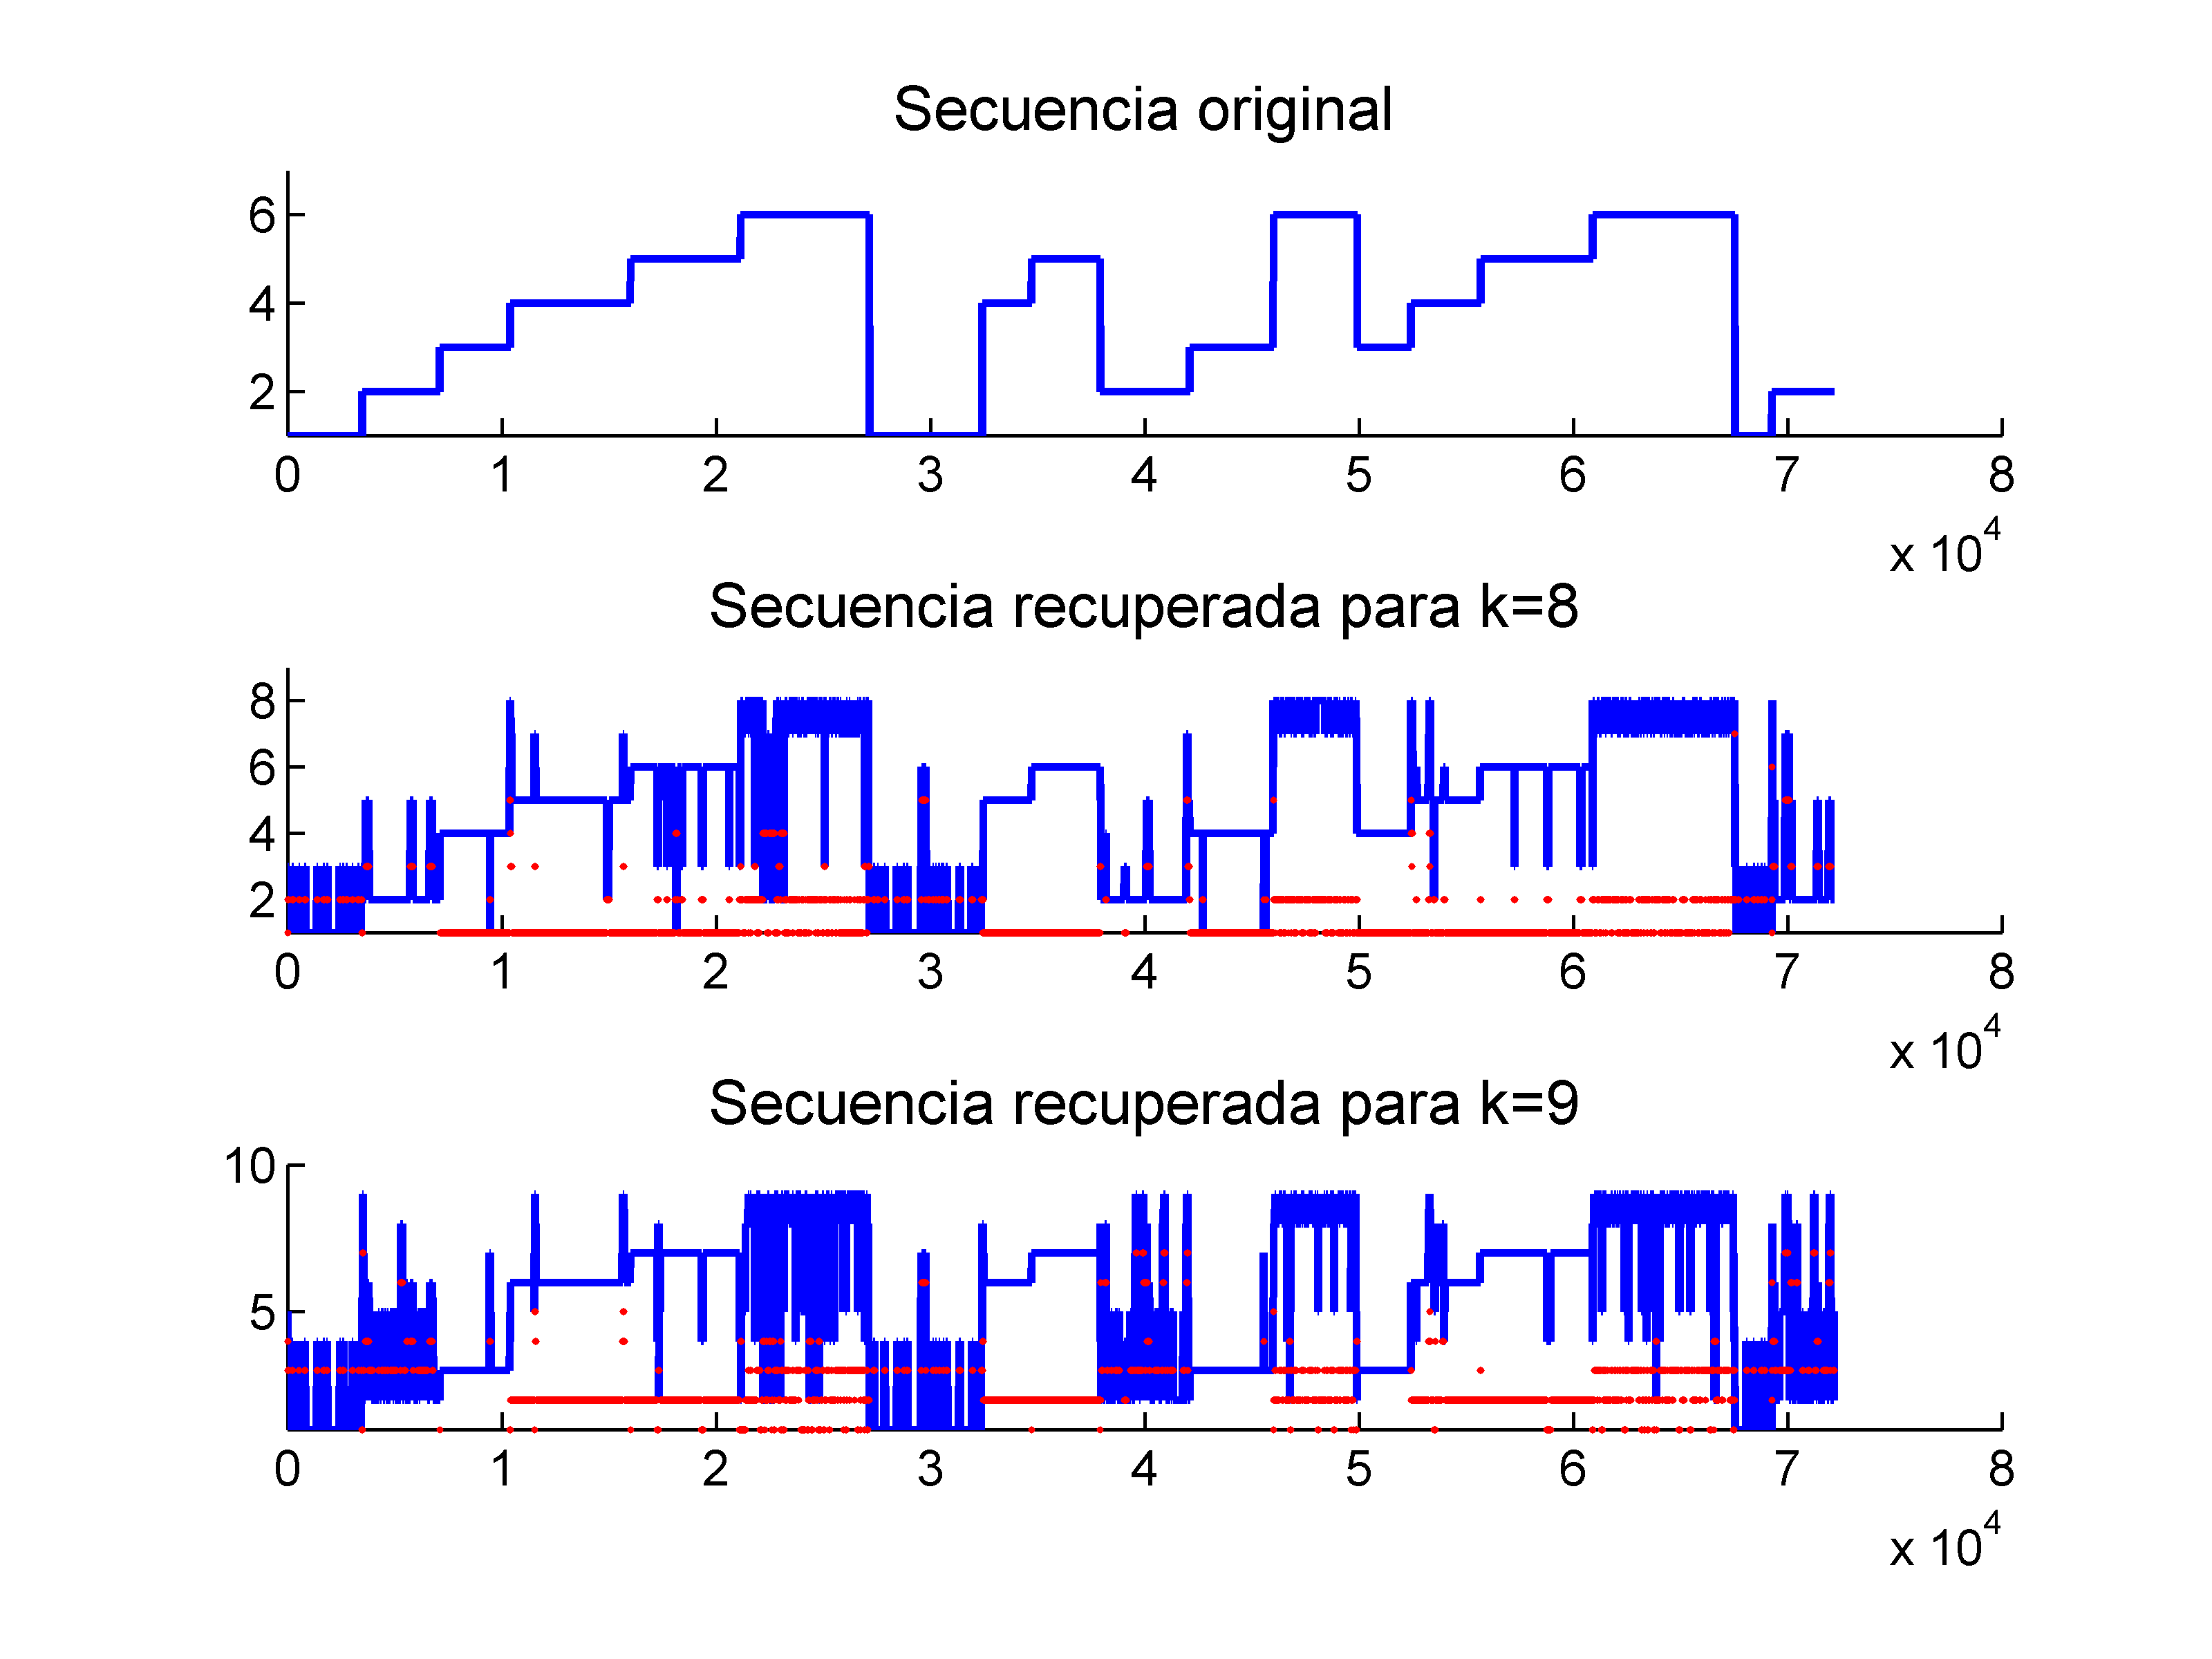 Secuencia original
6
4
2
0 1 2 3 4 5 6 7 8
x 10^4
Secuencia recuperada para k=8
8
6
4
2
0 1 2 3 4 5 6 7 8
x 10^4
Secuencia recuperada para k=9
10
5
0 1 2 3 4 5 6 7 8
x 10^4